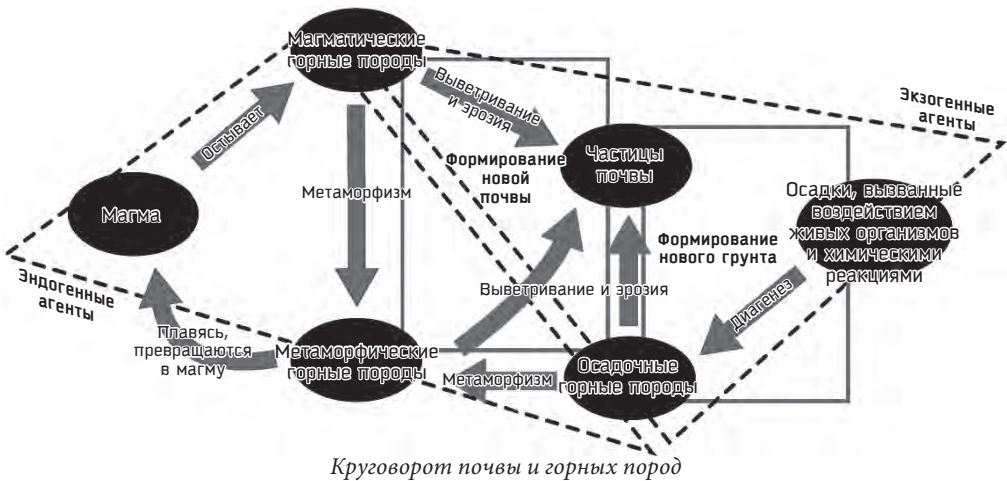 Магматические
горные породы
Выветривание
и эрозия
Экзогенные
агенты
Остывает
Формирование
новой
почвы
Частицы
почвы
Метаморфизм
Осадки, вызванные
воздействием
живых организмов
и химическими
реакциями
Магма
Формирование
нового грунта
Эндогенные
агенты
Выветривание и эрозия
Диагенез
Плавясь,
превращаются
в магму
Метаморфические
горные породы
Метаморфизм
Осадочные
горные породы
Круговорот почвы и горных пород